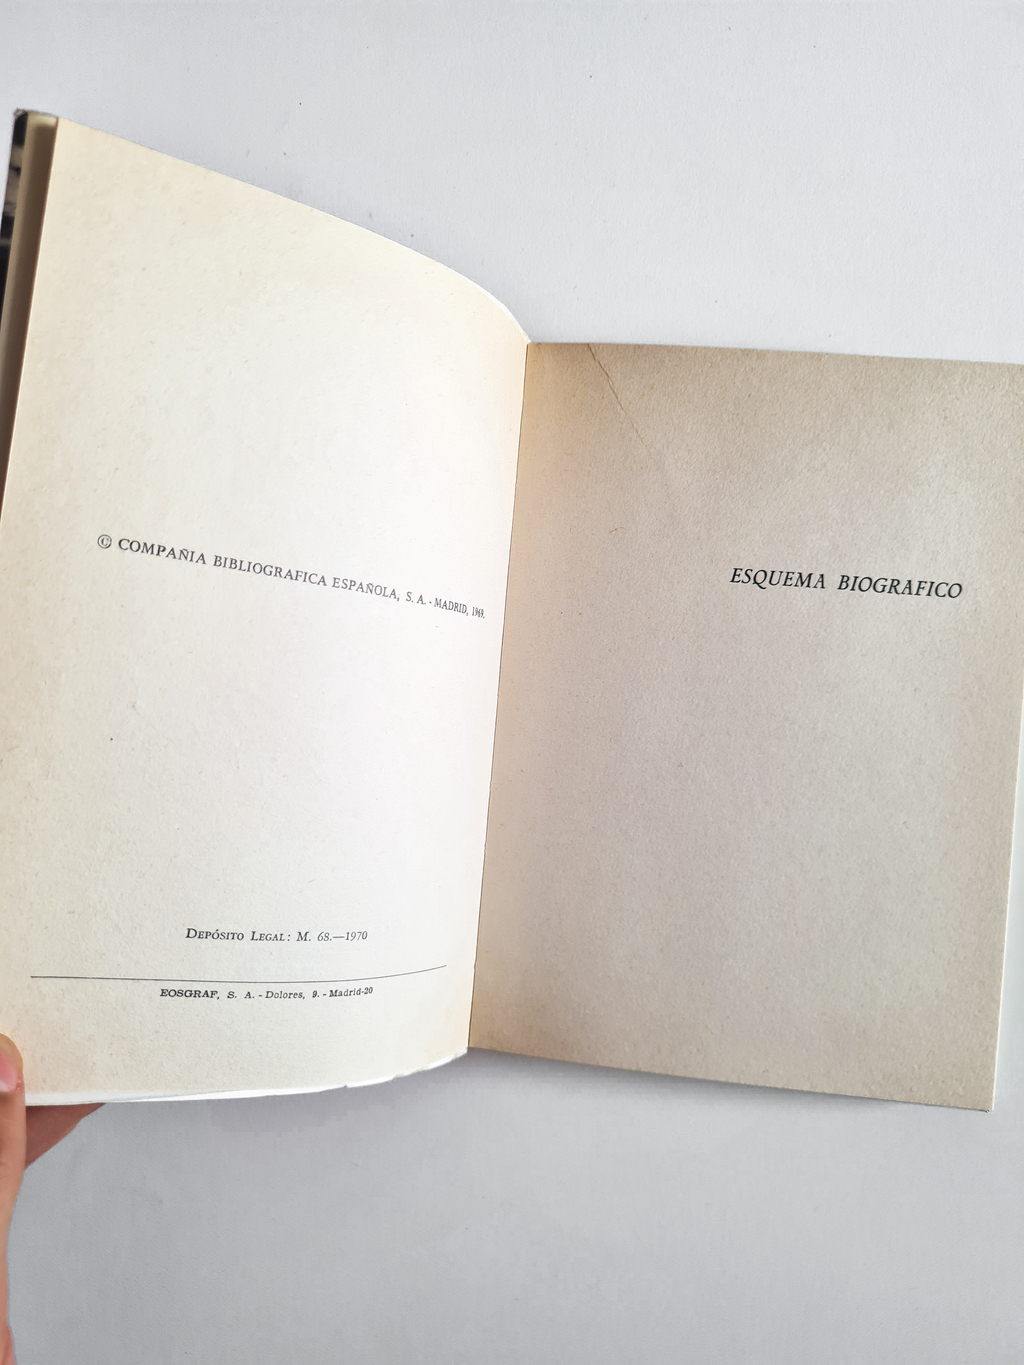 © COMPAÑIA BIBLIOGRAFICA ESPAÑOLA, S. A. - MADRID, 1969.
DEPÓSITO LEGAL: M. 68.—1970
EOSGRAF, S. A. - Dolores, 9. - Madrid-20
ESQUEMA BIOGRAFICO